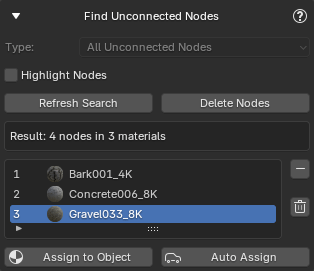 Find Unconnected Nodes
Type: All Unconnected Nodes
Highlight Nodes
Refresh Search Delete Nodes
Result: 4 nodes in 3 materials
1 Bark001_4K
2 Concrete006_8K
3 Gravel033_8K
Assign to Object Auto Assign